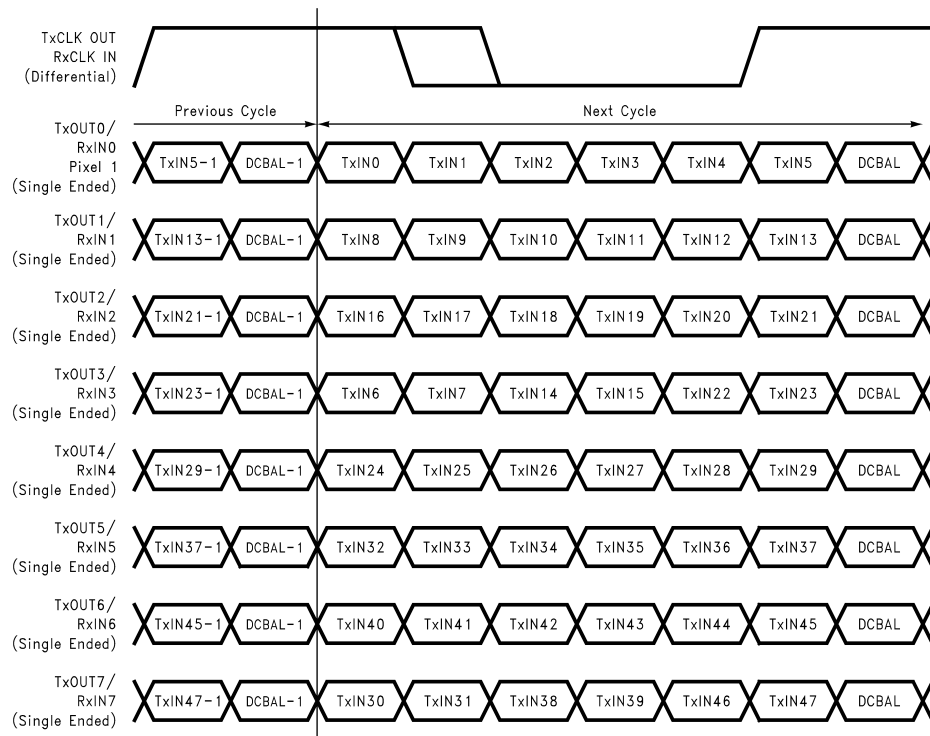 TxCLK OUT
RxCLK IN
(Differential)
Previous Cycle
Next Cycle
TxOUT0/
RxIN0
Pixel 1
(Single Ended)
TxIN5-1 DCBAL-1 TxIN0 TxIN1 TxIN2 TxIN3 TxIN4 TxIN5 DCBAL
TxOUT1/
RxIN1
(Single Ended)
TxIN13-1 DCBAL-1 TxIN8 TxIN9 TxIN10 TxIN11 TxIN12 TxIN13 DCBAL
TxOUT2/
RxIN2
(Single Ended)
TxIN21-1 DCBAL-1 TxIN16 TxIN17 TxIN18 TxIN19 TxIN20 TxIN21 DCBAL
TxOUT3/
RxIN3
(Single Ended)
TxIN23-1 DCBAL-1 TxIN6 TxIN7 TxIN14 TxIN15 TxIN22 TxIN23 DCBAL
TxOUT4/
RxIN4
(Single Ended)
TxIN29-1 DCBAL-1 TxIN24 TxIN25 TxIN26 TxIN27 TxIN28 TxIN29 DCBAL
TxOUT5/
RxIN5
(Single Ended)
TxIN37-1 DCBAL-1 TxIN32 TxIN33 TxIN34 TxIN35 TxIN36 TxIN37 DCBAL
TxOUT6/
RxIN6
(Single Ended)
TxIN45-1 DCBAL-1 TxIN40 TxIN41 TxIN42 TxIN43 TxIN44 TxIN45 DCBAL
TxOUT7/
RxIN7
(Single Ended)
TxIN47-1 DCBAL-1 TxIN30 TxIN31 TxIN38 TxIN39 TxIN46 TxIN47 DCBAL